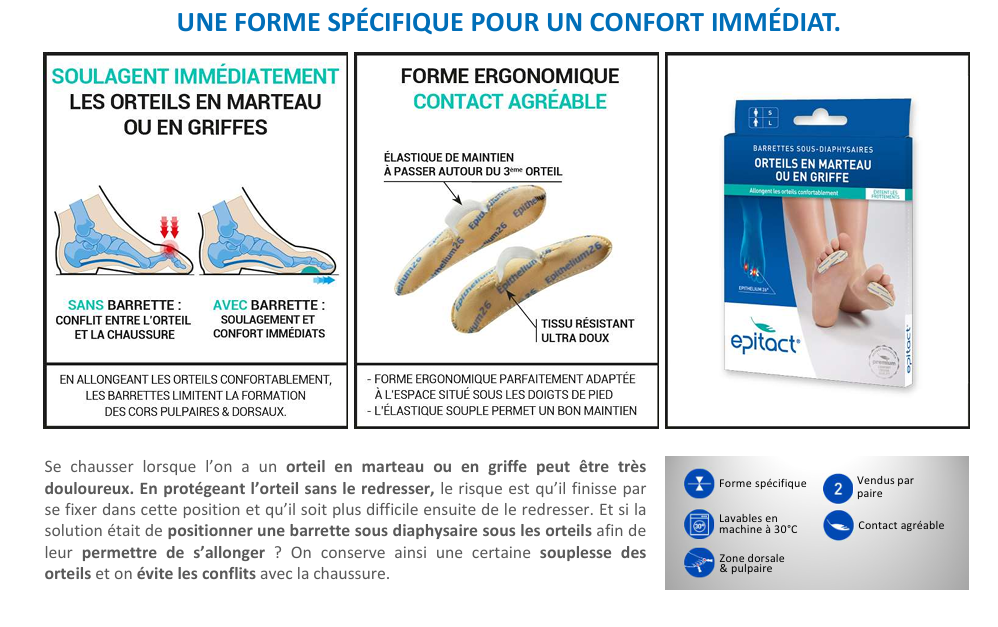 UNE FORME SPÉCIFIQUE POUR UN CONFORT IMMÉDIAT.
SOULAGENT IMMÉDIATEMENT
LES ORTEILS EN MARTEAU
OU EN GRIFFES
SANS BARRETTE :
CONFLIT ENTRE L'ORTEIL
ET LA CHAUSSURE
AVEC BARRETTE :
SOULAGEMENT ET
CONFORT IMMÉDIATS
EN ALLONGEANT LES ORTEILS CONFORTABLEMENT,
LES BARRETTES LIMITENT LA FORMATION
DES CORS PULPAIRES & DORSAUX.
FORME ERGONOMIQUE
CONTACT AGRÉABLE
ÉLASTIQUE DE MAINTIEN
À PASSER AUTOUR DU 3ème ORTEIL
Epithelium26
Epithelium26
Epithelium26
Epithelium26
TISSU RÉSISTANT
ULTRA DOUX
- FORME ERGONOMIQUE PARFAITEMENT ADAPTÉE
À L'ESPACE SITUÉ SOUS LES DOIGTS DE PIED
- L'ÉLASTIQUE SOUPLE PERMET UN BON MAINTIEN
S
L
BARRETTES SOUS-DIAPHYSAIRES
ORTEILS EN MARTEAU
OU EN GRIFFE
Allongent les orteils confortablement
ÉVITENT LES
FROTTEMENTS
EPITHELIUM 26
epitact®
epitact
premium
Se chausser lorsque l'on a un orteil en marteau ou en griffe peut être très
douloureux. En protégeant l'orteil sans le redresser, le risque est qu'il finisse par
se fixer dans cette position et qu'il soit plus difficile ensuite de le redresser. Et si la
solution était de positionner une barrette sous diaphysaire sous les orteils afin de
leur permettre de s'allonger ? On conserve ainsi une certaine souplesse des
orteils et on évite les conflits avec la chaussure.
Forme spécifique
30°
Lavables en
machine à 30°C
Zone dorsale
& pulpaire
2
Vendus par
paire
Contact agréable